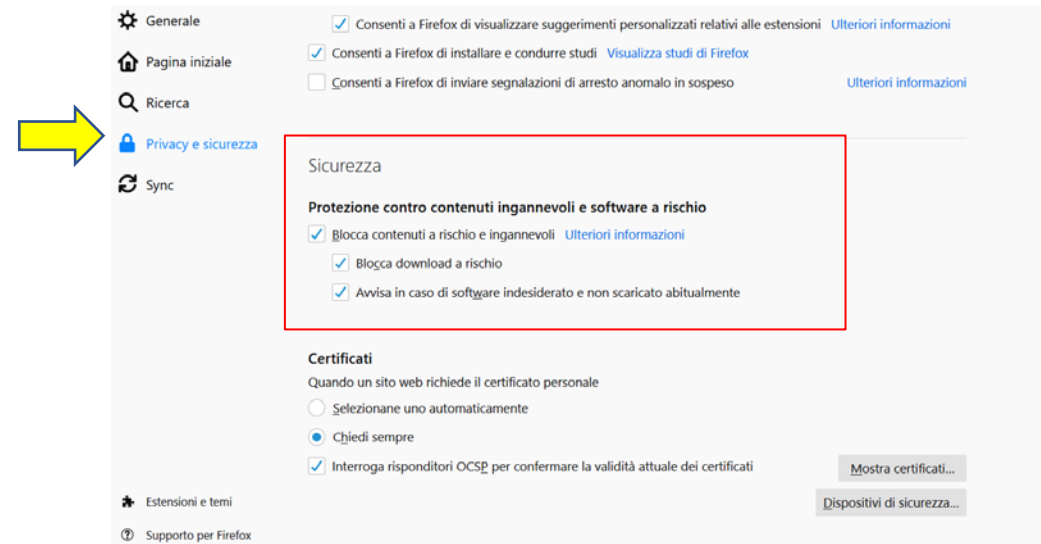 Generale
Pagina iniziale
Ricerca
Privacy e sicurezza
Sync
Estensioni e temi
Supporto per Firefox
Consenti a Firefox di visualizzare suggerimenti personalizzati relativi alle estensioni Ulteriori informazioni
Consenti a Firefox di installare e condurre studi Visualizza studi di Firefox
Consenti a Firefox di inviare segnalazioni di arresto anomalo in sospeso Ulteriori informazioni
Sicurezza
Protezione contro contenuti ingannevoli e software a rischio
Blocca contenuti a rischio e ingannevoli Ulteriori informazioni
Blocca download a rischio
Avvisa in caso di software indesiderato e non scaricato abitualmente
Certificati
Quando un sito web richiede il certificato personale
Selezionane uno automaticamente
Chiedi sempre
Interroga risponditori OCSP per confermare la validità attuale dei certificati
Mostra certificati...
Dispositivi di sicurezza...